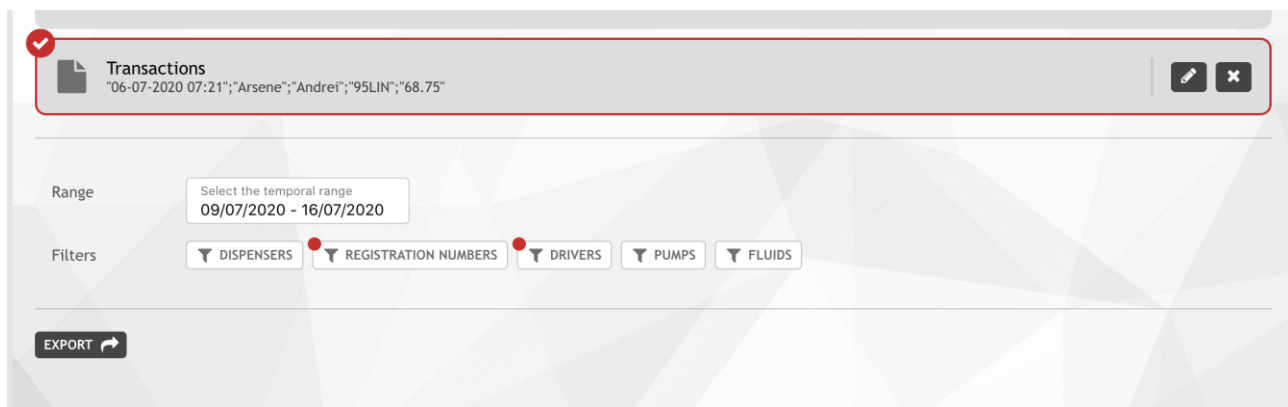 Transactions
"06-07-2020 07:21";"Arsene";"Andrei";"95LIN";"68.75"
Range
Select the temporal range
09/07/2020 - 16/07/2020
Filters
DISPENSERS
REGISTRATION NUMBERS
DRIVERS
PUMPS
FLUIDS
EXPORT